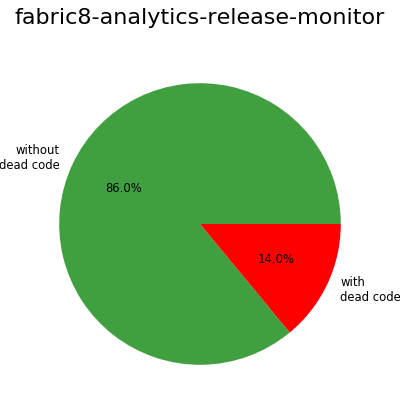 fabric8-analytics-release-monitor
without
dead code
86.0%
14.0%
with
dead code